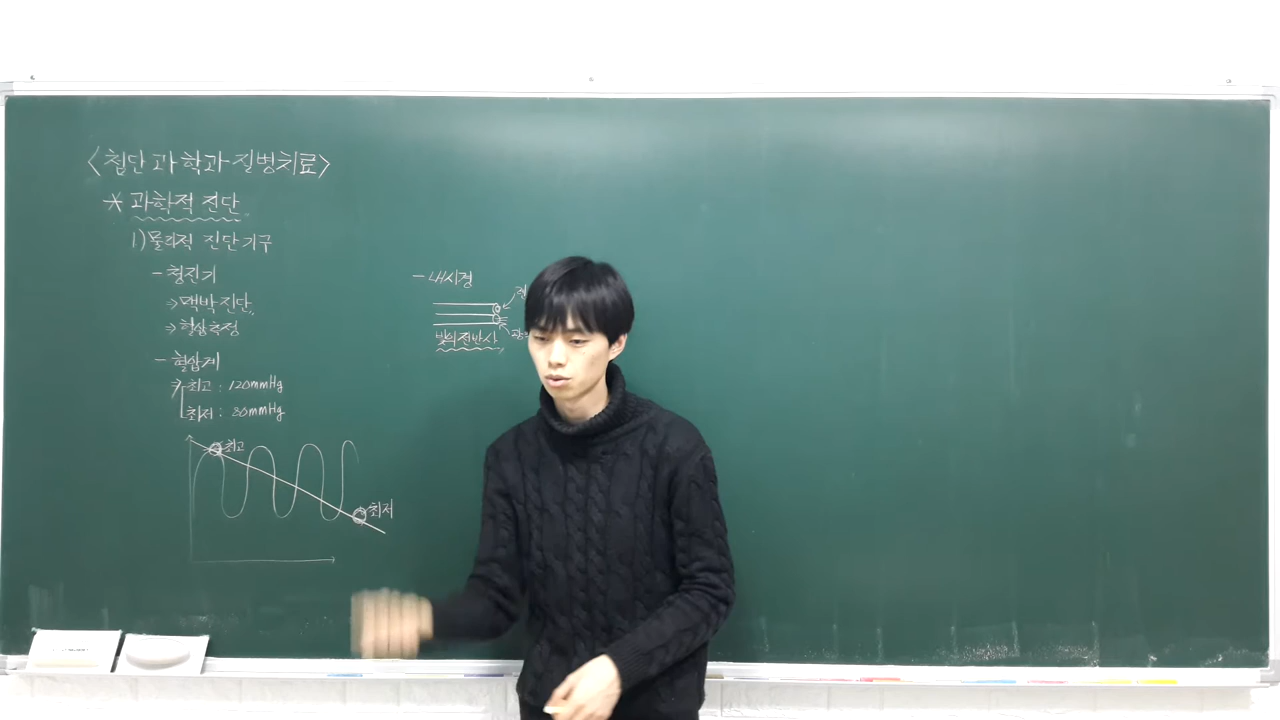 <첨단 과학과 질병치료>
* 과학적 진단
1) 물리적 진단기구
- 청진기
⇒ 맥박 진단
⇒ 혈압측정
- 혈압계
최고 : 120mmHg
최저 : 80mmHg
최고
최저
- 내시경
빛의 전반사